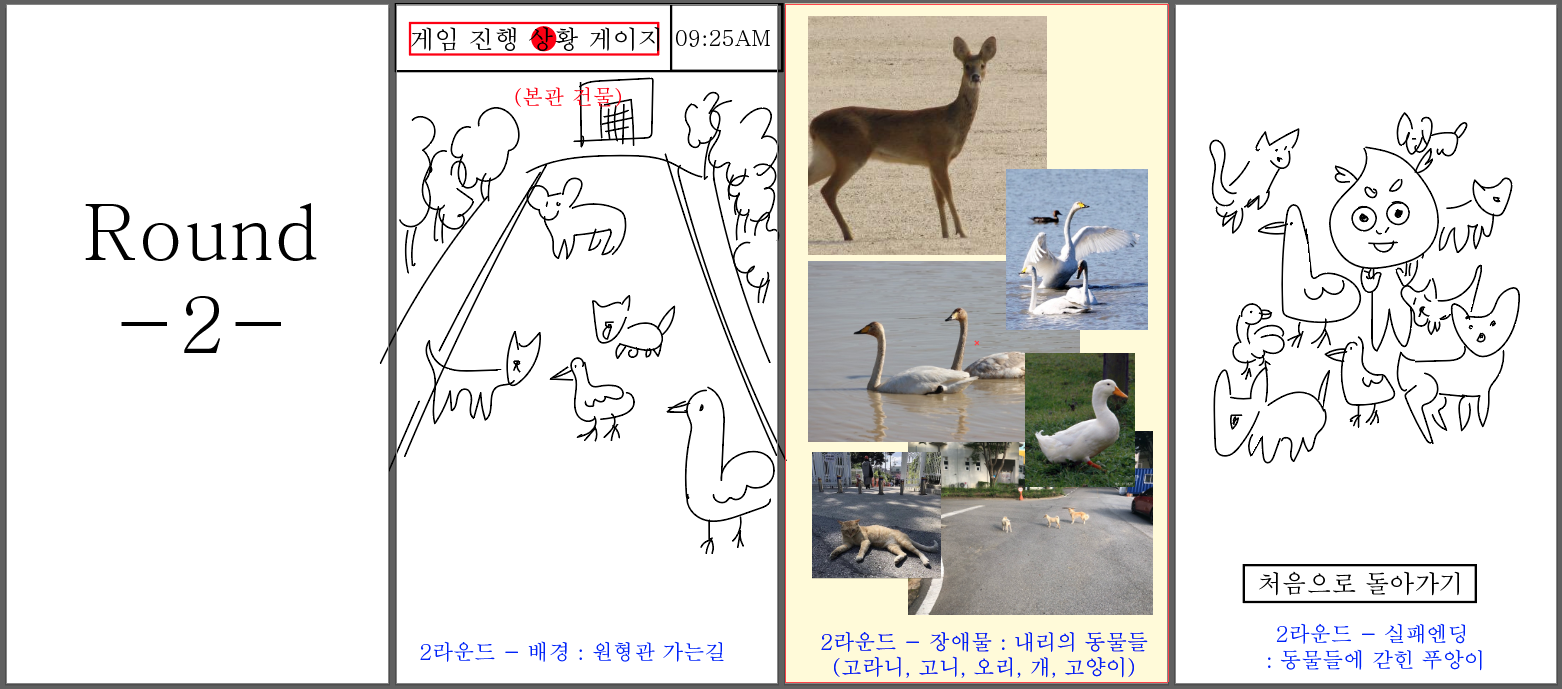 Round
-2-
게임 진행 상황 게이지
09:25AM
(본관 건물)
2라운드 - 배경 : 원형관 가는길
2라운드 - 장애물 : 내리의 동물들
(고라니, 고니, 오리, 개, 고양이)
처음으로 돌아가기
2라운드 - 실패엔딩
: 동물들에 갇힌 푸앙이